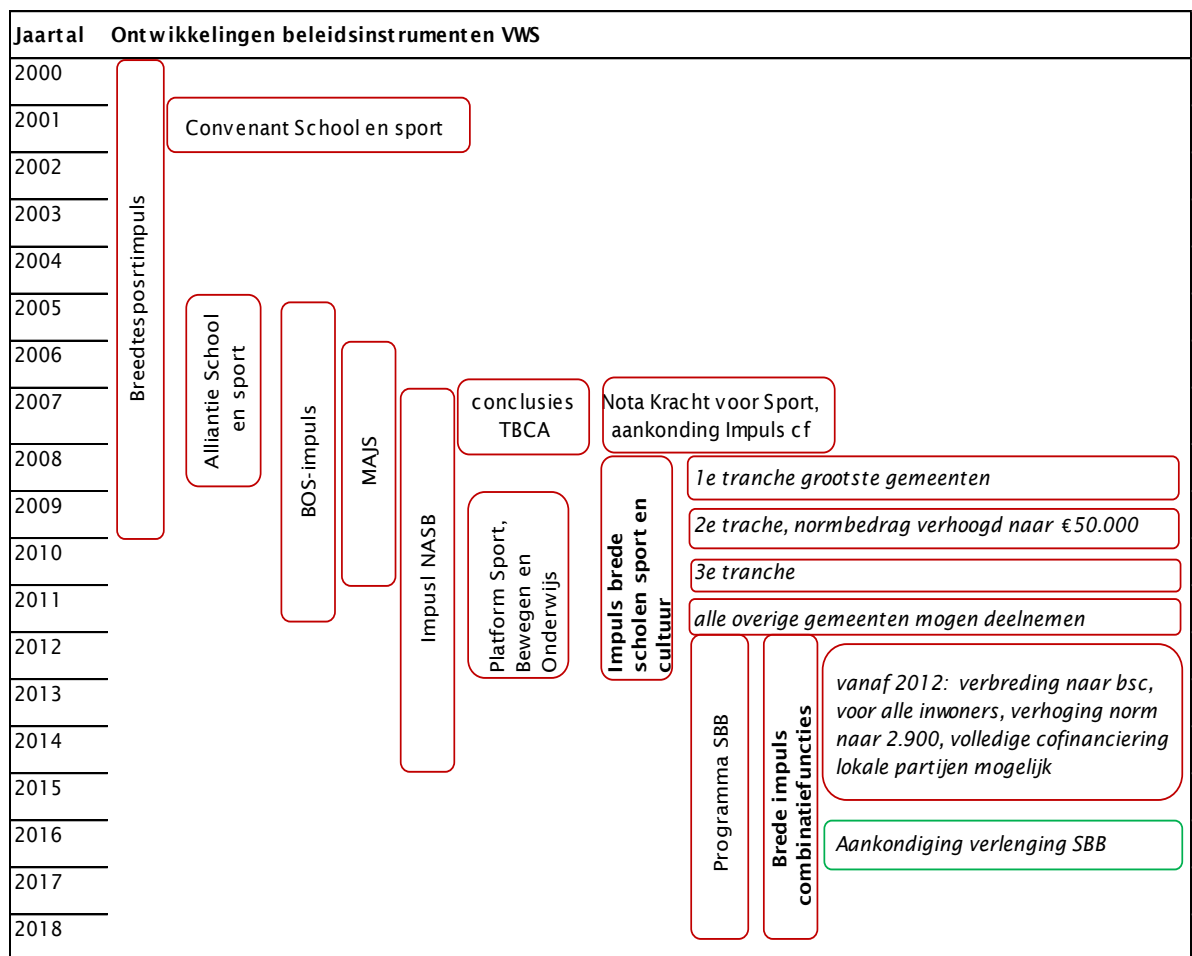 Jaartal Ontwikkelingen beleidsinstrumenten VWS
2000
2001
2002
2003
2004
2005
2006
2007
2008
2009
2010
2011
2012
2013
2014
2015
2016
2017
2018
Breedtesposrtimpuls
Convenant School en sport
Alliantie School
en sport
BOS-impuls
MAJS
Impusl NASB
conclusies
TBCA
Platform Sport,
Bewegen en
Onderwijs
Nota Kracht voor Sport,
aankonding Impuls cf
Impuls brede
scholen sport en
cultuur
1e tranche grootste gemeenten
2e trache, normbedrag verhoogd naar €50.000
3e tranche
alle overige gemeenten mogen deelnemen
Programma SBB
Brede impuls
combinatiefuncties
vanaf 2012: verbreding naar bsc,
voor alle inwoners, verhoging norm
naar 2.900, volledige cofinanciering
lokale partijen mogelijk
Aankondiging verlenging SBB